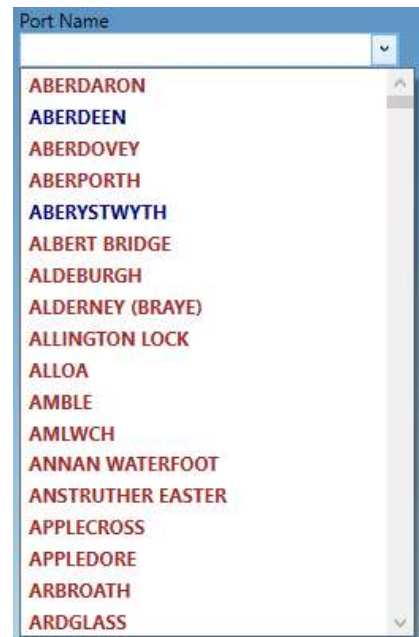 Port Name
ABERDARON
ABERDEEN
ABERDOVEY
ABERPORTH
ABERYSTWYTH
ALBERT BRIDGE
ALDEBURGH
ALDERNEY (BRAYE)
ALLINGTON LOCK
ALLOA
AMBLE
AMLWCH
ANNAN WATERFOOT
ANSTRUTHER EASTER
APPLECROSS
APPLEDORE
ARBROATH
ARDGLASS